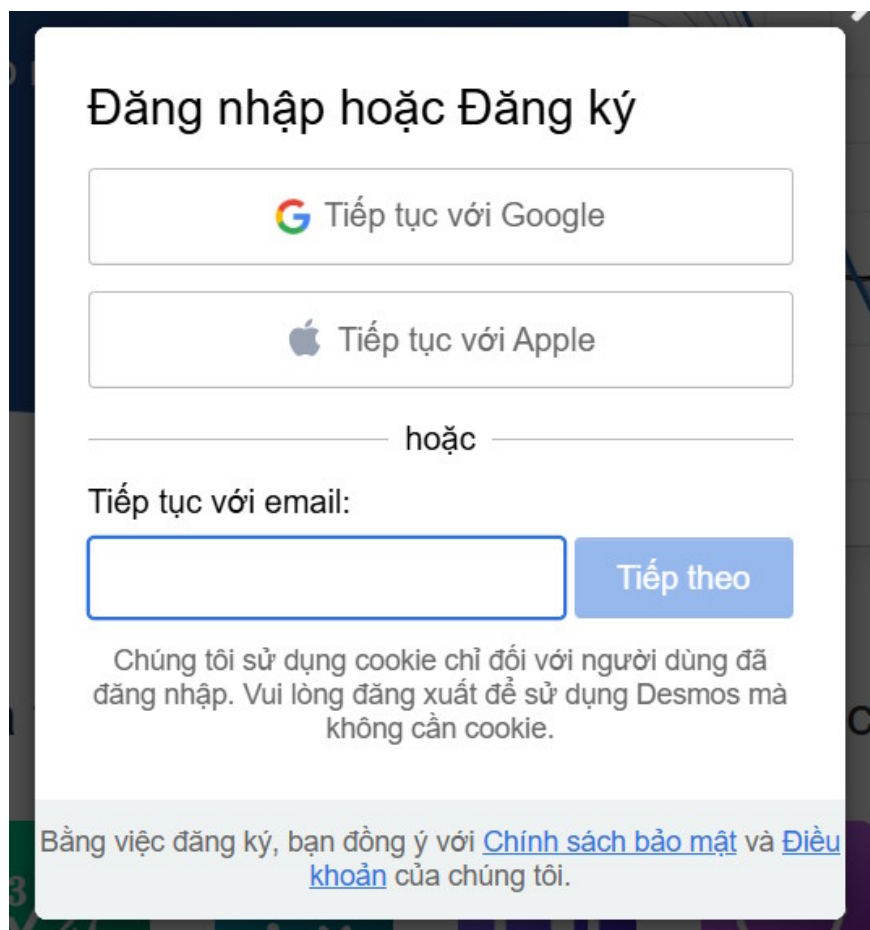 Đăng nhập hoặc Đăng ký
Tiếp tục với Google
Tiếp tục với Apple
hoặc
Tiếp tục với email:
Tiếp theo
Chúng tôi sử dụng cookie chỉ đối với người dùng đã
đăng nhập. Vui lòng đăng xuất để sử dụng Desmos mà
không cần cookie.
Bằng việc đăng ký, bạn đồng ý với Chính sách bảo mật và Điều
khoản của chúng tôi.